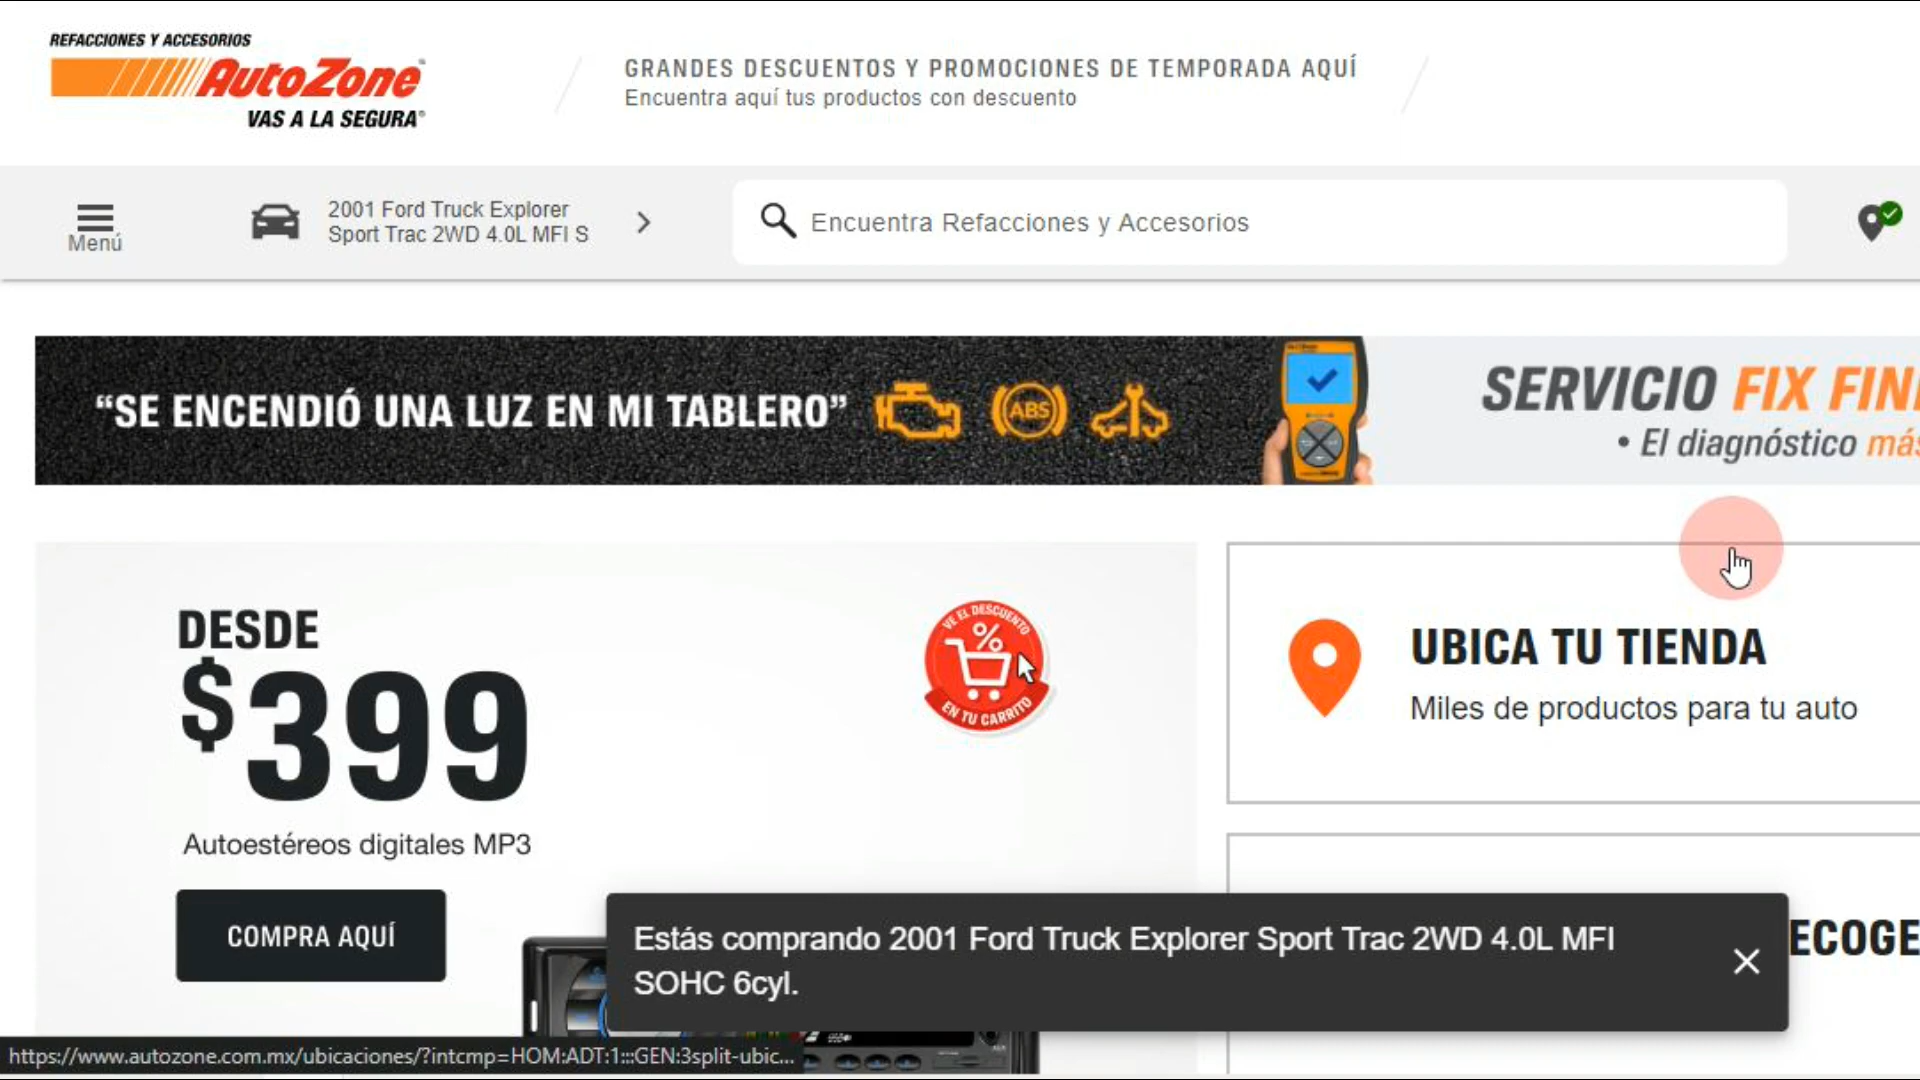 REFACCIONES Y ACCESORIOS
AutoZone
VAS A LA SEGURA
GRANDES DESCUENTOS Y PROMOCIONES DE TEMPORADA AQUÍ
Encuentra aquí tus productos con descuento
Menú
2001 Ford Truck Explorer
Sport Trac 2WD 4.0L MFI S
Encuentra Refacciones y Accesorios
“SE ENCENDIÓ UNA LUZ EN MI TABLERO”
ABS
SERVICIO FIX FIN
• El diagnóstico más
DESDE
$399
Autoestéreos digitales MP3
COMPRA AQUÍ
VE EL DESCUENTO
%
EN TU CARRITO
UBICA TU TIENDA
Miles de productos para tu auto
ECOGE
Estás comprando 2001 Ford Truck Explorer Sport Trac 2WD 4.0L MFI
SOHC 6cyl.
https://www.autozone.com.mx/ubicaciones/?intcmp=HOM:ADT:1:::GEN:3split-ubic...